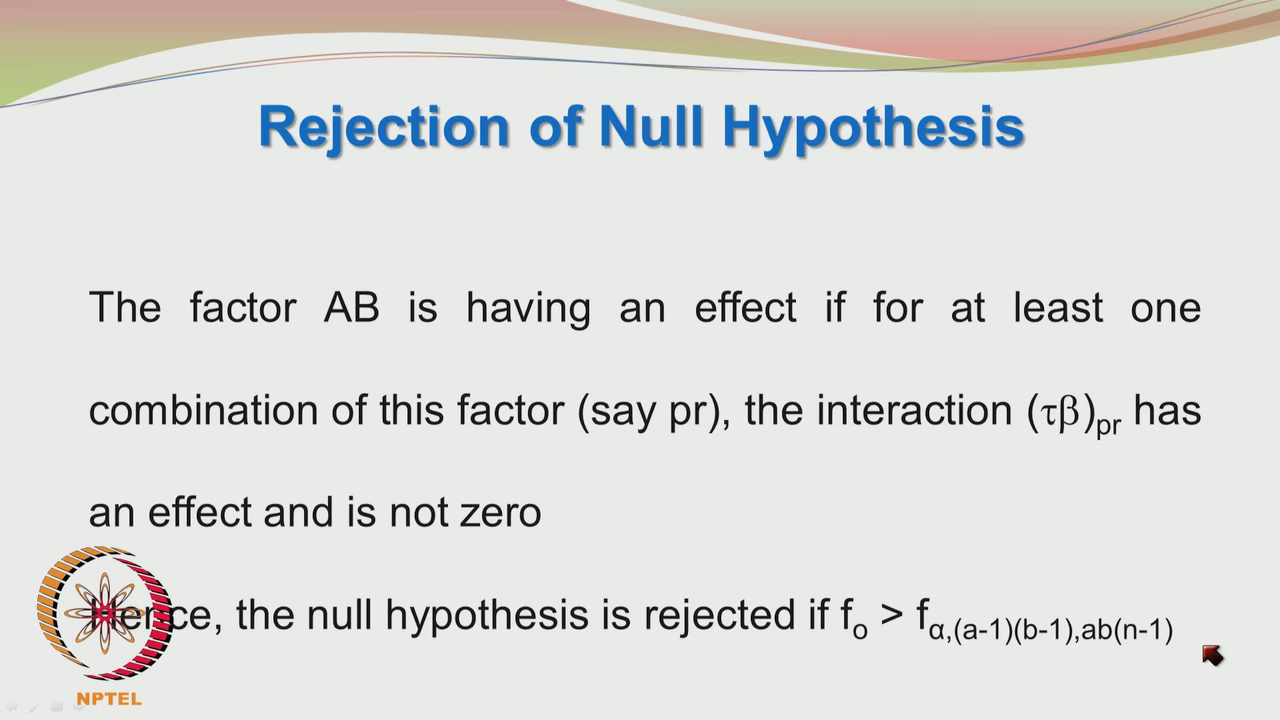 Rejection of Null Hypothesis
The factor AB is having an effect if for at least one
combination of this factor (say pr), the interaction (τβ)pr has
an effect and is not zero
Hence, the null hypothesis is rejected if fo > fα,(a-1)(b-1),ab(n-1)
NPTEL